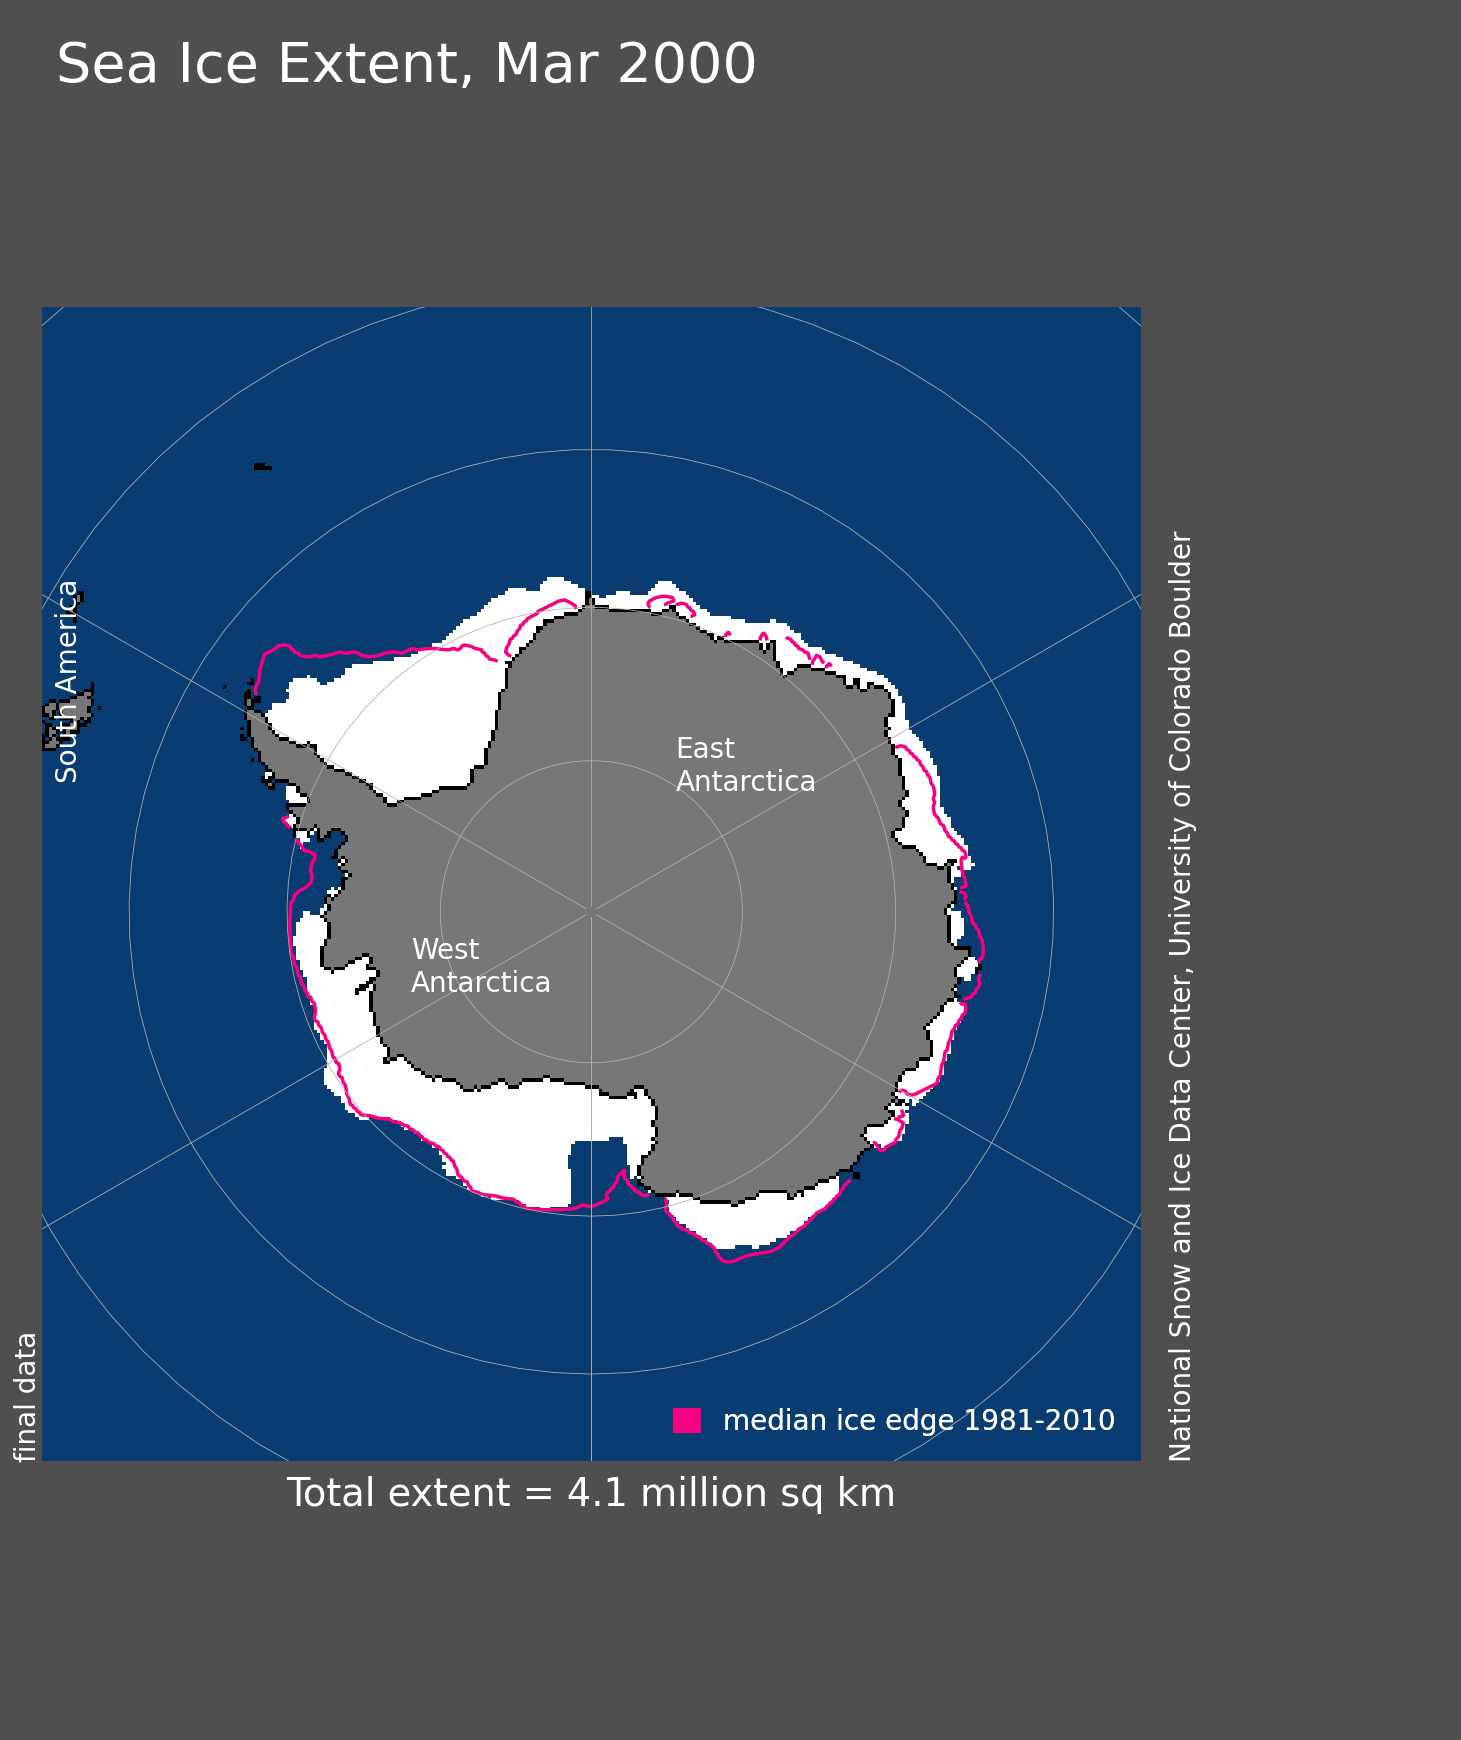 Sea Ice Extent, Mar 2000
South America
East
Antarctica
West
Antarctica
National Snow and Ice Data Center, University of Colorado Boulder
final data
median ice edge 1981-2010
Total extent = 4.1 million sq km